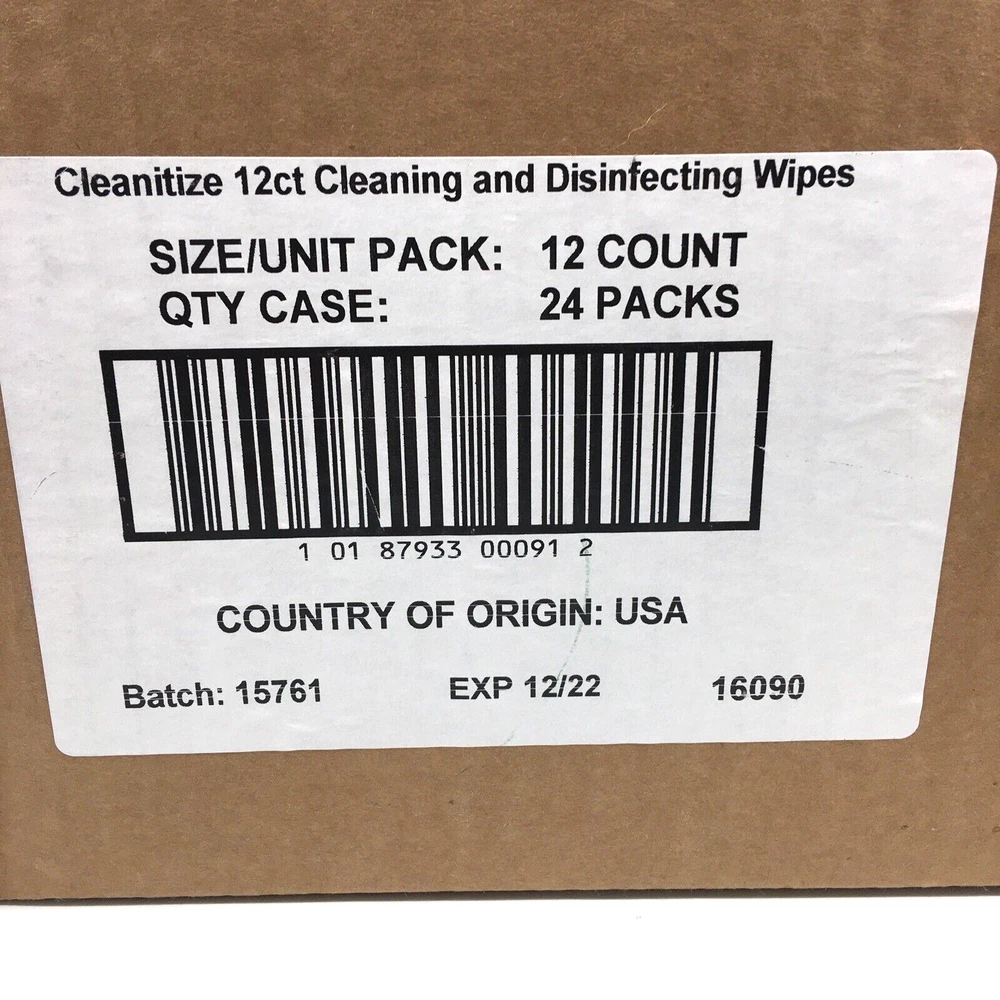 Cleanitize 12ct Cleaning and Disinfecting Wipes
SIZE/UNIT PACK: 12 COUNT
QTY CASE: 24 PACKS
1 01 87933 00091 2
COUNTRY OF ORIGIN: USA
Batch: 15761 EXP 12/22 16090